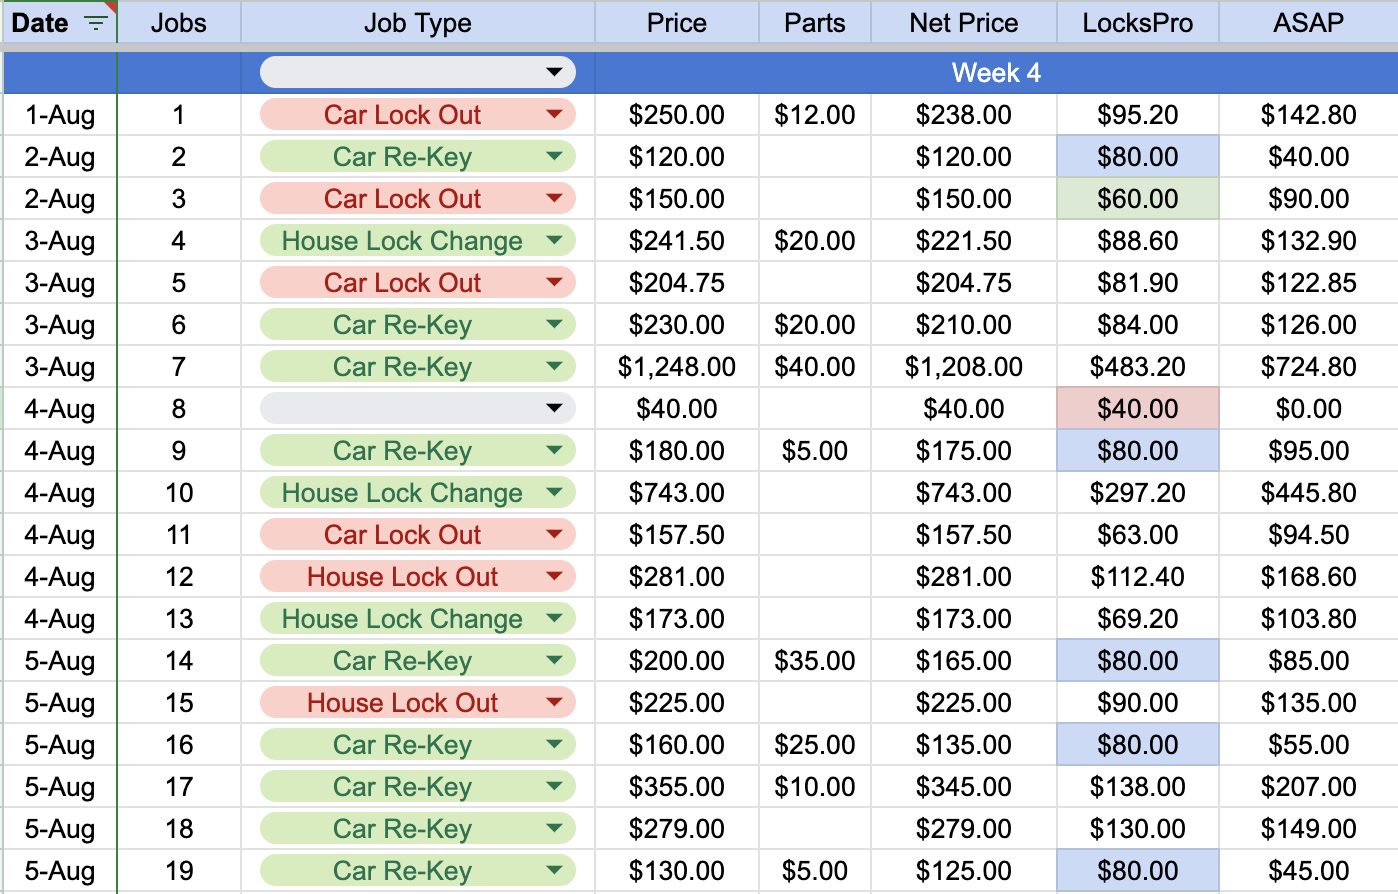 Date Jobs Job Type Price Parts Net Price LocksPro ASAP
Week 4
1-Aug 1 Car Lock Out $250.00 $12.00 $238.00 $95.20 $142.80
2-Aug 2 Car Re-Key $120.00 $120.00 $80.00 $40.00
2-Aug 3 Car Lock Out $150.00 $150.00 $60.00 $90.00
3-Aug 4 House Lock Change $241.50 $20.00 $221.50 $88.60 $132.90
3-Aug 5 Car Lock Out $204.75 $204.75 $81.90 $122.85
3-Aug 6 Car Re-Key $230.00 $20.00 $210.00 $84.00 $126.00
3-Aug 7 Car Re-Key $1,248.00 $40.00 $1,208.00 $483.20 $724.80
4-Aug 8 $40.00 $40.00 $40.00 $0.00
4-Aug 9 Car Re-Key $180.00 $5.00 $175.00 $80.00 $95.00
4-Aug 10 House Lock Change $743.00 $743.00 $297.20 $445.80
4-Aug 11 Car Lock Out $157.50 $157.50 $63.00 $94.50
4-Aug 12 House Lock Out $281.00 $281.00 $112.40 $168.60
4-Aug 13 House Lock Change $173.00 $173.00 $69.20 $103.80
5-Aug 14 Car Re-Key $200.00 $35.00 $165.00 $80.00 $85.00
5-Aug 15 House Lock Out $225.00 $225.00 $90.00 $135.00
5-Aug 16 Car Re-Key $160.00 $25.00 $135.00 $80.00 $55.00
5-Aug 17 Car Re-Key $355.00 $10.00 $345.00 $138.00 $207.00
5-Aug 18 Car Re-Key $279.00 $279.00 $130.00 $149.00
5-Aug 19 Car Re-Key $130.00 $5.00 $125.00 $80.00 $45.00